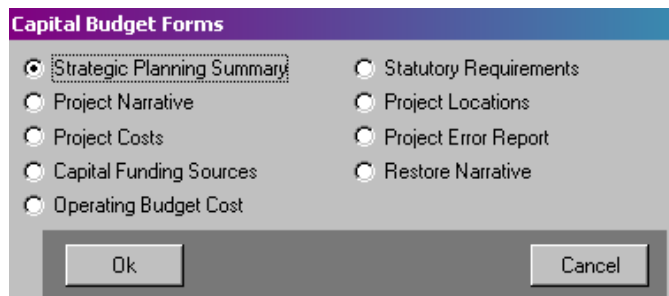 Capital Budget Forms
Strategic Planning Summary
Project Narrative
Project Costs
Capital Funding Sources
Operating Budget Cost
Statutory Requirements
Project Locations
Project Error Report
Restore Narrative
Ok
Cancel